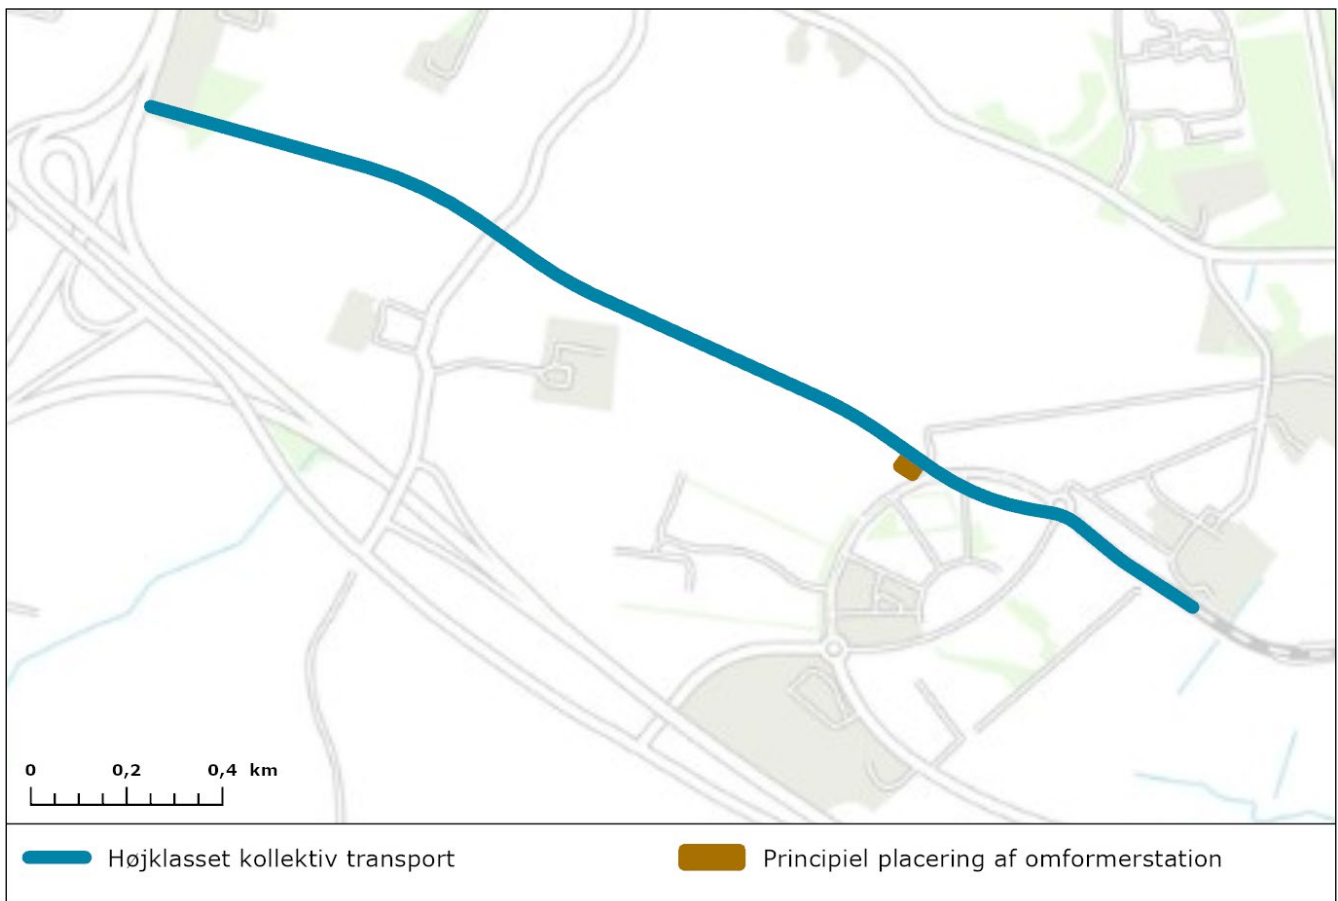 0 0,2 0,4 km
Højklasset kollektiv transport
Principiel placering af omformerstation